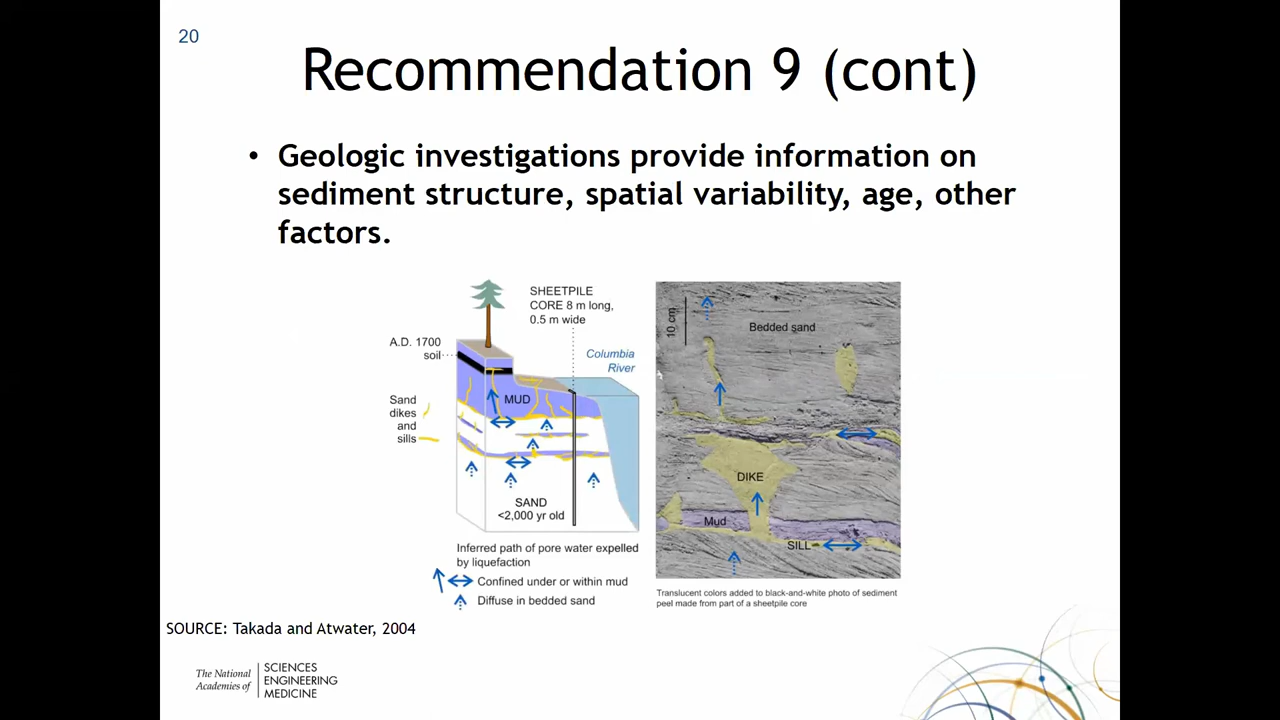 20
Recommendation 9 (cont)
• Geologic investigations provide information on
sediment structure, spatial variability, age, other
factors.
SHEETPILE
CORE 8 m long,
0.5 m wide
A.D. 1700
soil
Columbia
River
Sand
dikes
and
sills
MUD
SAND
<2,000 yr old
Inferred path of pore water expelled
by liquefaction
Confined under or within mud
Diffuse in bedded sand
10 cm
Bedded sand
DIKE
Mud
SILL
Translucent colors added to black-and-white photo of sediment
peel made from part of a sheetpile core
SOURCE: Takada and Atwater, 2004
The National
Academies of
SCIENCES
ENGINEERING
MEDICINE